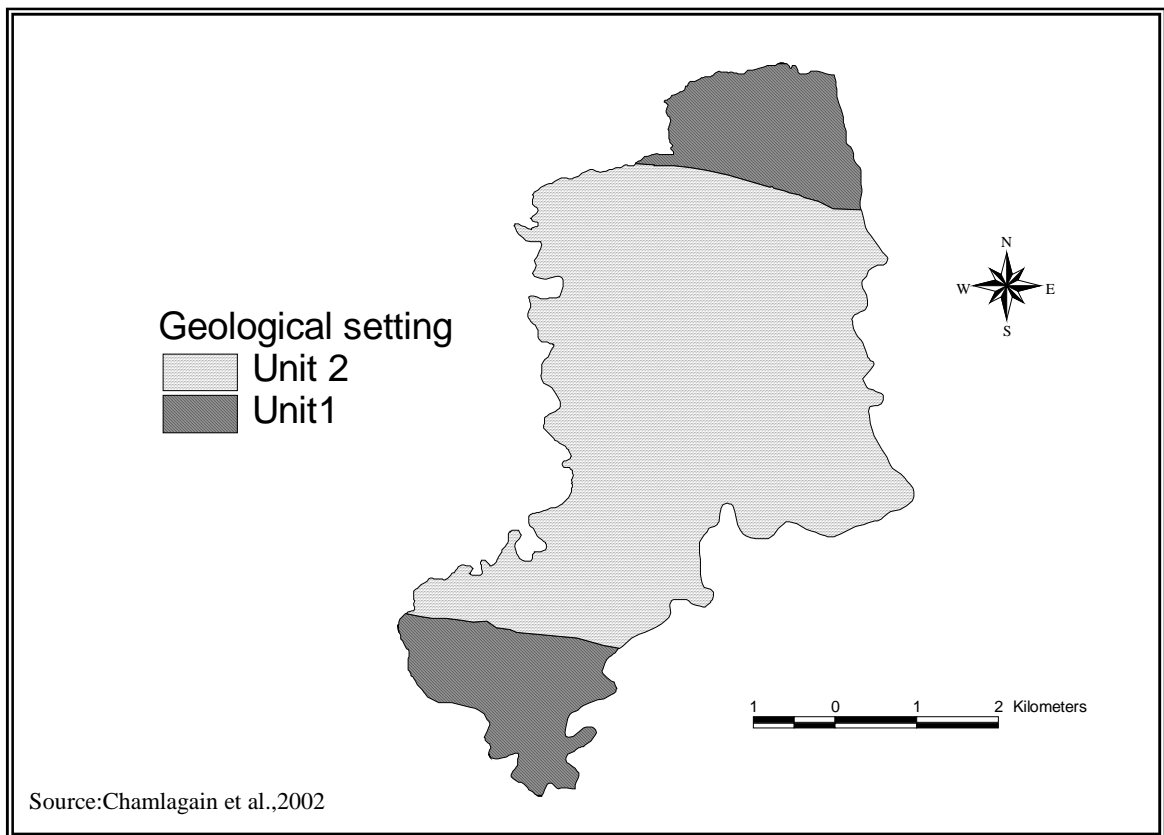 N
W E
S
Geological setting
Unit 2
Unit1
1 0 1 2 Kilometers
Source:Chamlagain et al.,2002